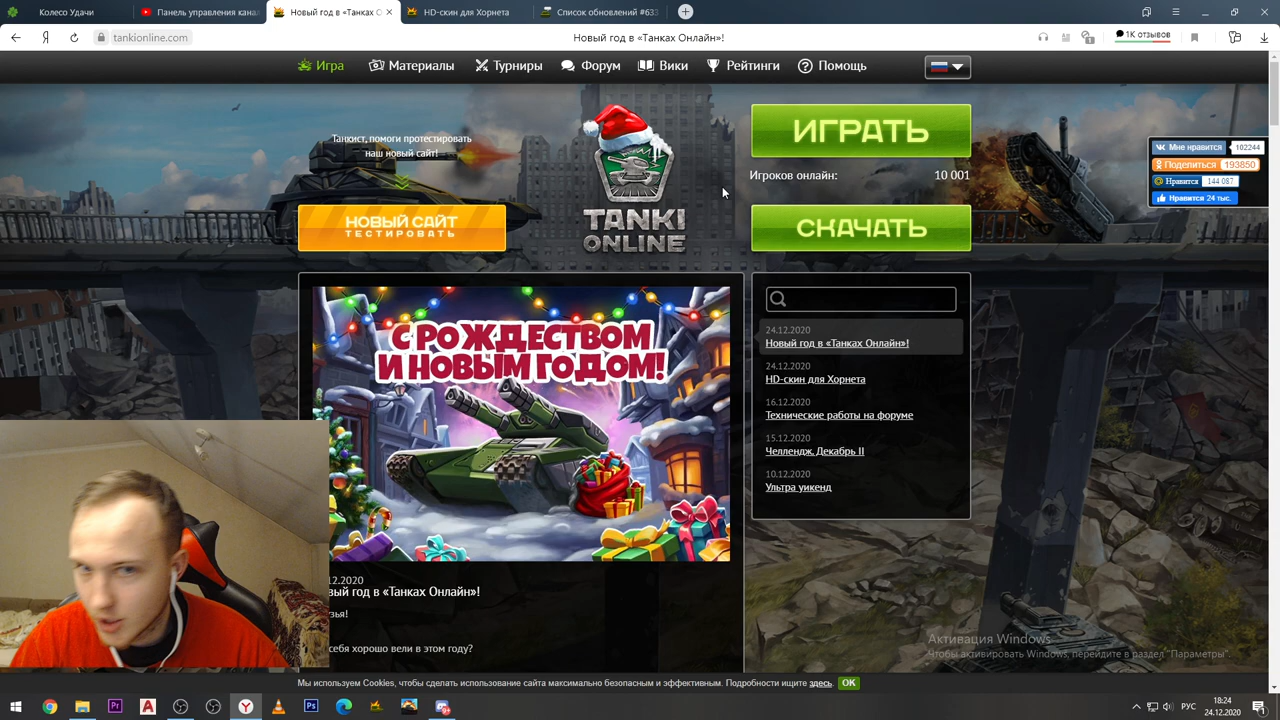 Колесо Удачи
Панель управления кана
Новый год в «Танках О
HD-скин для Хорнета
Список обновлений #633
tankionline.com
Новый год в «Танках Онлайн»!
1К отзывов
Игра
Материалы
Турниры
Форум
Вики
Рейтинги
Помощь
Танкист, помоги протестировать
наш новый сайт!
НОВЫЙ САЙТ
ТЕСТИРОВАТЬ
TANKI
ONLINE
ИГРАТЬ
Игроков онлайн: 10 001
СКАЧАТЬ
Мне нравится 102244
Поделиться 193850
Нравится 144 087
Нравится 24 тыс.
С РОЖДЕСТВОМ
И НОВЫМ ГОДОМ!
24.12.2020
Новый год в «Танках Онлайн»!
24.12.2020
HD-скин для Хорнета
16.12.2020
Технические работы на форуме
15.12.2020
Челлендж. Декабрь II
10.12.2020
Ультра уикенд
12.2020
вый год в «Танках Онлайн»!
зья!
себя хорошо вели в этом году?
Активация Windows
Чтобы активировать Windows, перейдите в раздел "Параметры".
Мы используем Cookies, чтобы сделать использование сайта максимально безопасным и эффективным. Подробности ищите здесь. OK
РУС
18:24
24.12.2020